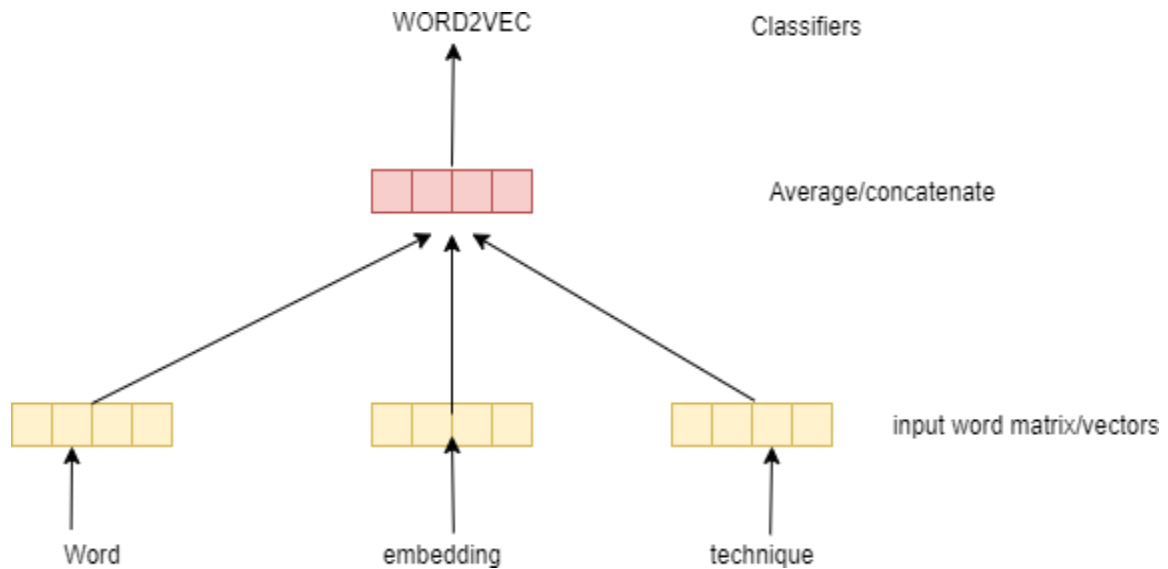 WORD2VEC Classifiers
Average/concatenate
input word matrix/vectors
Word embedding technique